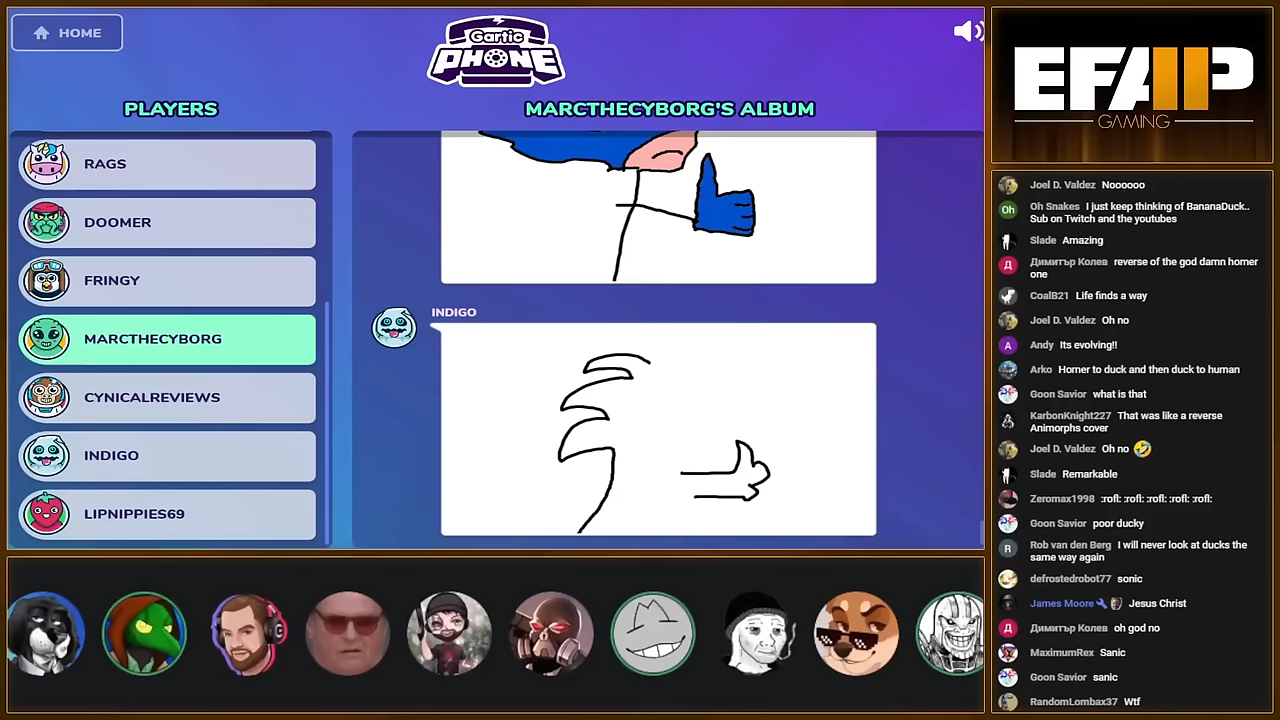 HOME
Gartic
PHONE
PLAYERS
MARCTHECYBORG'S ALBUM
RAGS
DOOMER
FRINGY
MARCTHECYBORG
CYNICALREVIEWS
INDIGO
LIPNIPPIES69
INDIGO
EFAP
GAMING
Joel D. Valdez Noooooo
Oh
Oh Snakes I just keep thinking of BananaDuck..
Sub on Twitch and the youtubes
Slade Amazing
Д
Димитър Колев reverse of the god damn homer
one
CoalB21 Life finds a way
Joel D. Valdez Oh no
A
Andy Its evolving!!
Arko Homer to duck and then duck to human
Goon Savior what is that
KarbonKnight227 That was like a reverse
Animorphs cover
Joel D. Valdez Oh no 🤣
Slade Remarkable
Zeromax1998 :rofl: :rofl: :rofl: :rofl: :rofl:
Goon Savior poor ducky
R
Rob van den Berg I will never look at ducks the
same way again
defrostedrobot77 sonic
James Moore Jesus Christ
Д
Димитър Колев oh god no
MaximumRex Sanic
Goon Savior sanic
RandomLombax37 Wtf